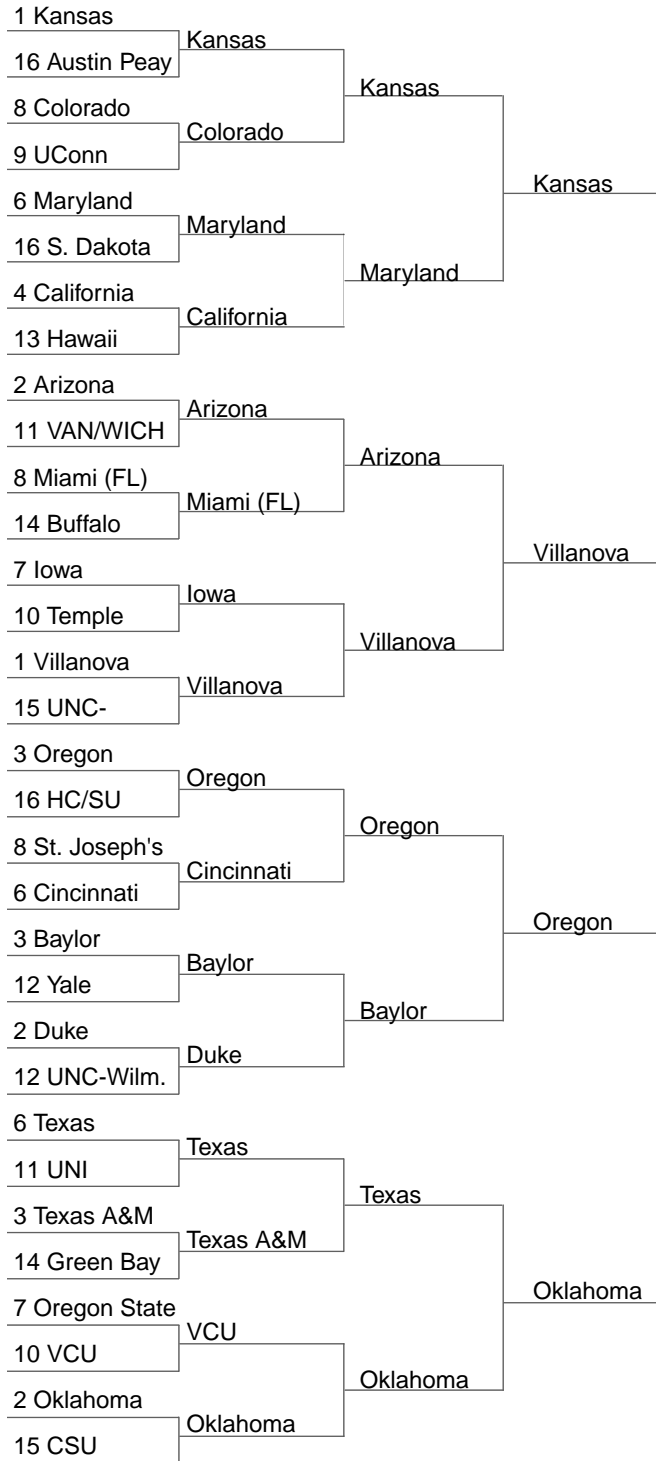 1 Kansas
16 Austin Peay
8 Colorado
9 UConn
6 Maryland
16 S. Dakota
4 California
13 Hawaii
2 Arizona
11 VAN/WICH
8 Miami (FL)
14 Buffalo
7 Iowa
10 Temple
1 Villanova
15 UNC-
3 Oregon
16 HC/SU
8 St. Joseph's
6 Cincinnati
3 Baylor
12 Yale
2 Duke
12 UNC-Wilm.
6 Texas
11 UNI
3 Texas A&M
14 Green Bay
7 Oregon State
10 VCU
2 Oklahoma
15 CSU
Kansas
Colorado
Maryland
California
Arizona
Miami (FL)
Iowa
Villanova
Oregon
Cincinnati
Baylor
Duke
Texas
Texas A&M
VCU
Oklahoma
Kansas
Maryland
Arizona
Villanova
Oregon
Baylor
Texas
Oklahoma
Kansas
Villanova
Oregon
Oklahoma